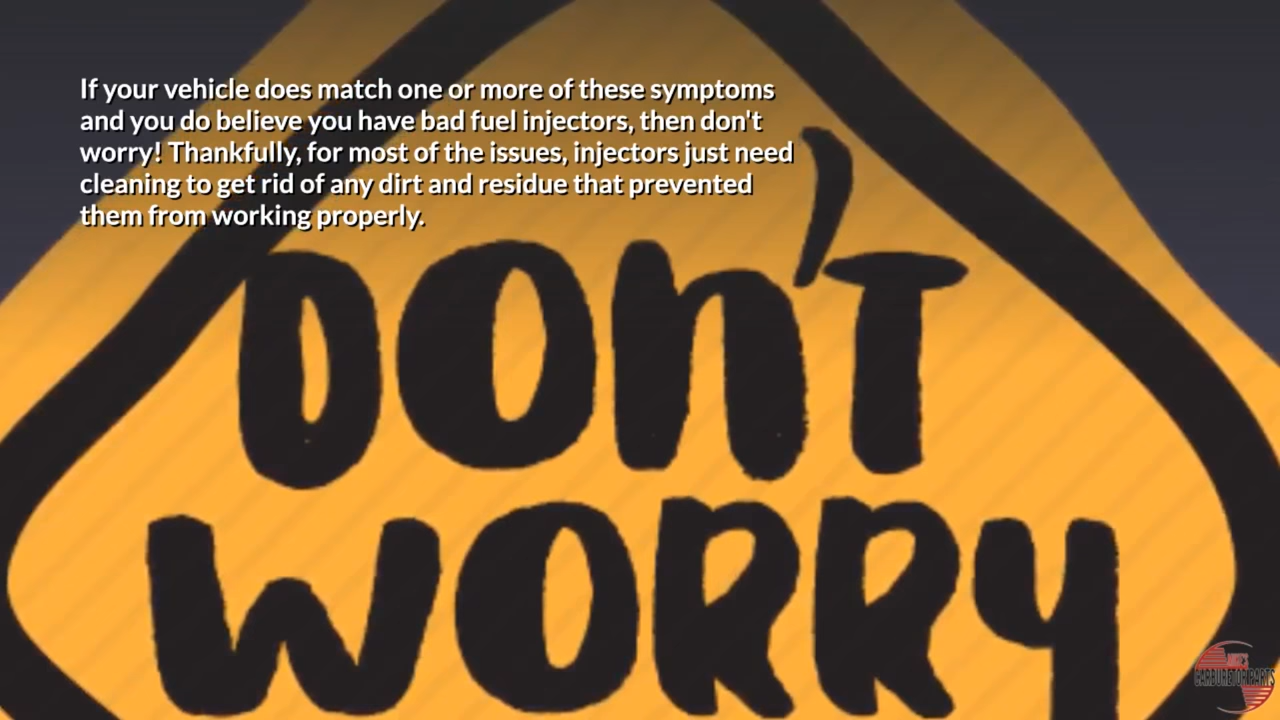 If your vehicle does match one or more of these symptoms
and you do believe you have bad fuel injectors, then don't
worry! Thankfully, for most of the issues, injectors just need
cleaning to get rid of any dirt and residue that prevented
them from working properly.
Don't
worry
CARBURETOR PARTS